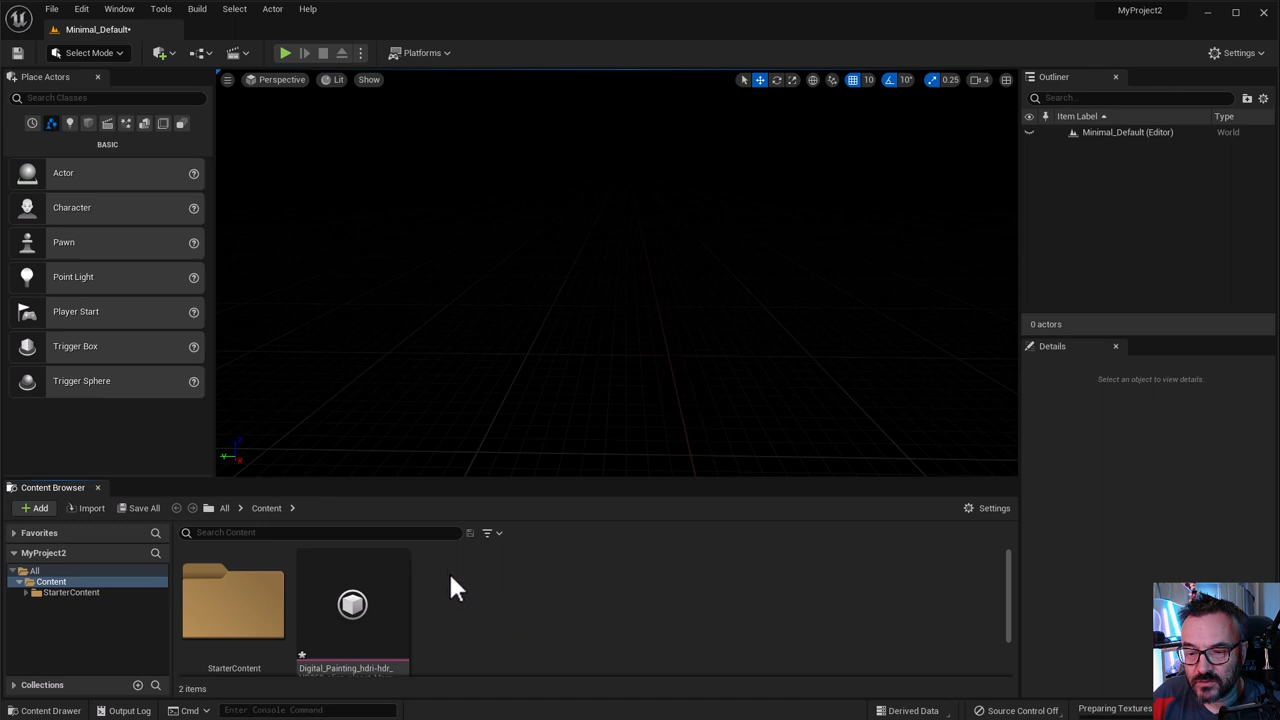 File Edit Window Tools Build Select Actor Help
MyProject2
Minimal_Default•
Select Mode
Platforms
Settings
Place Actors
Search Classes
BASIC
Actor
Character
Pawn
Point Light
Player Start
Trigger Box
Trigger Sphere
Perspective Lit Show
10 10° 0.25 4
Outliner
Search...
Item Label Type
Minimal_Default (Editor) World
0 actors
Details
Select an object to view details.
Content Browser
Add Import Save All All Content Settings
Favorites
MyProject2
All
Content
StarterContent
Collections
Search Content
StarterContent
Digital_Painting_hdri-hdr_
2 items
Content Drawer Output Log Cmd Enter Console Command Derived Data Source Control Off Preparing Textures